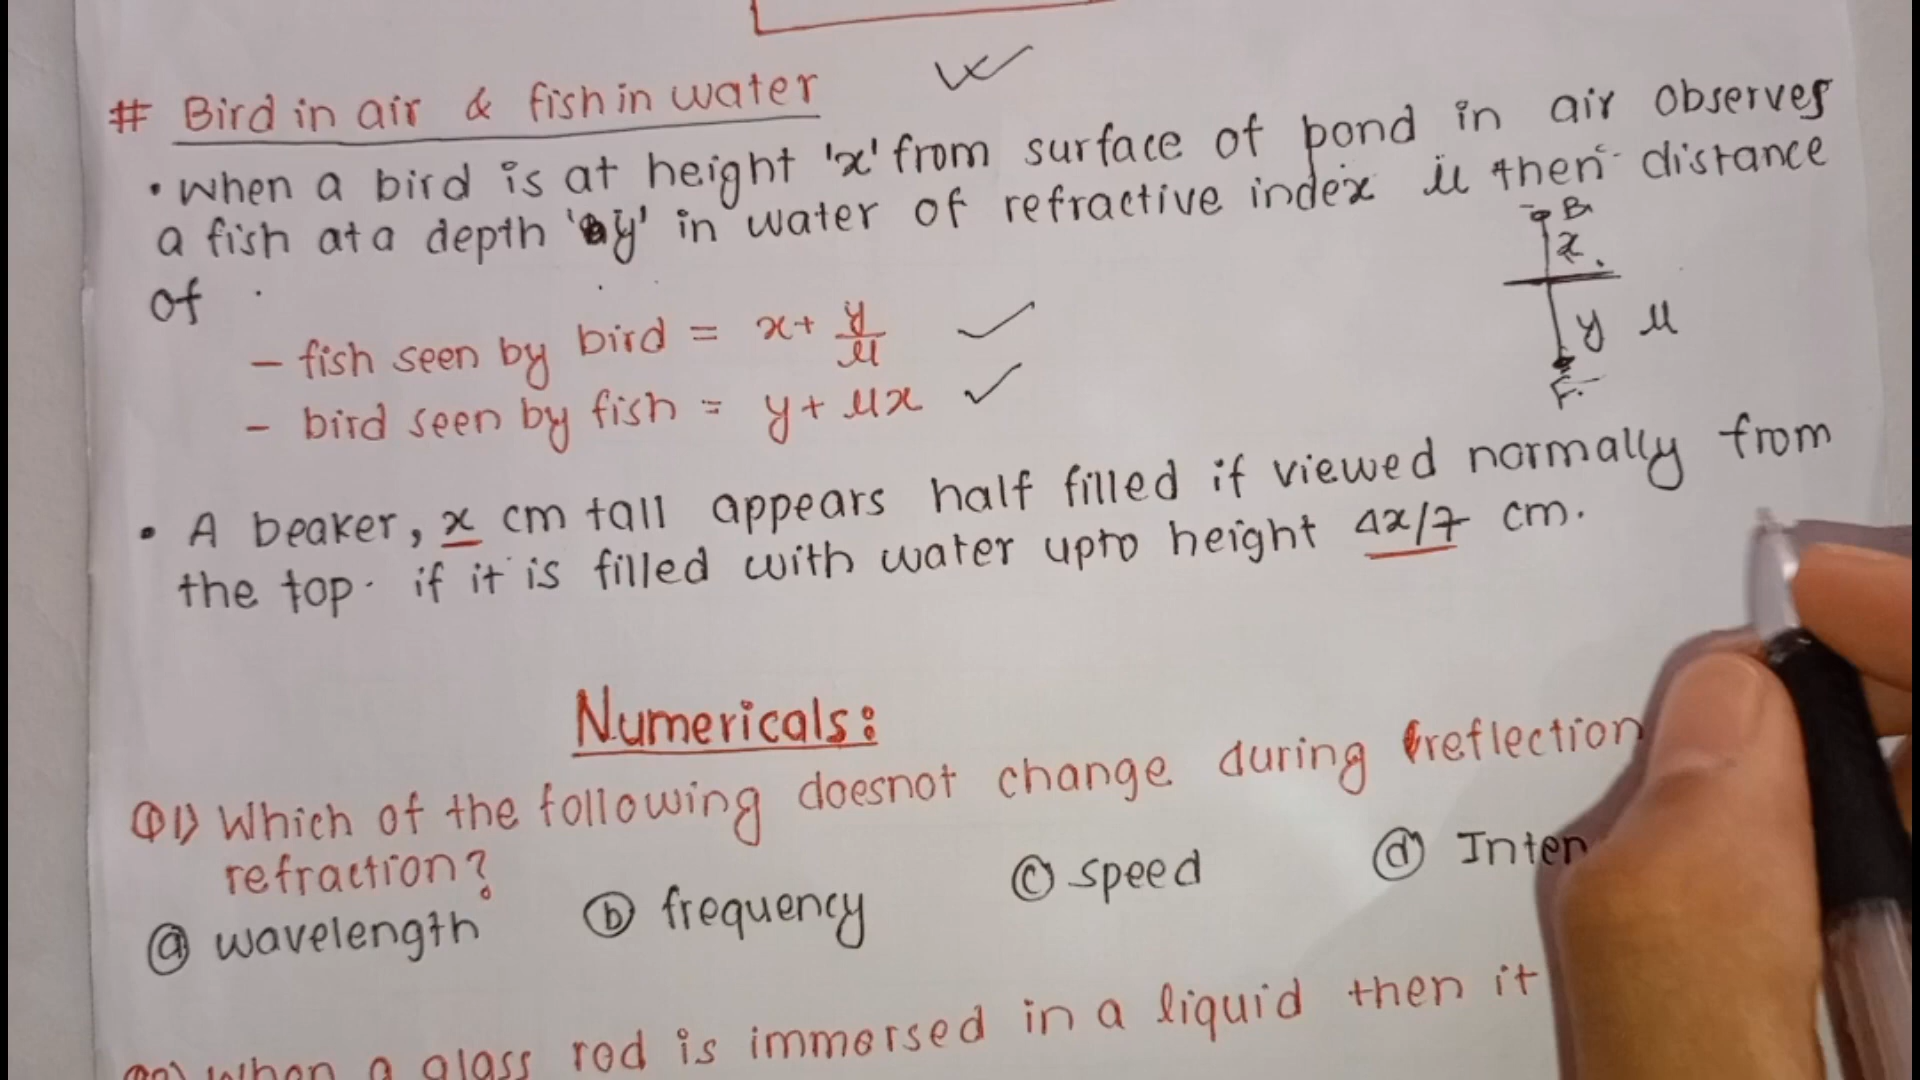 # Bird in air & fish in water
• When a bird is at height 'x' from surface of pond in air observes
a fish at a depth 'y' in water of refractive index μ then distance
of
- fish seen by bird = x + y/μ
- bird seen by fish = y + μx
B
x
y μ
F
• A beaker, x cm tall appears half filled if viewed normally from
the top. if it is filled with water upto height 4x/7 cm.
Numericals:
Q1) Which of the following doesnot change during reflection
refraction?
ⓐ wavelength ⓑ frequency ⓒ speed ⓓ Inten
When a glass rod is immersed in a liquid then it